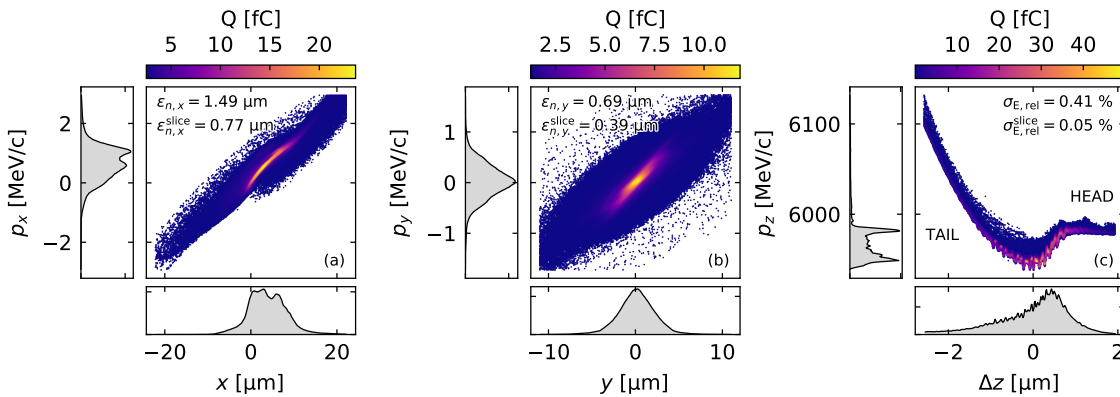 Q [fC]
5 10 15 20
ε_{n, x} = 1.49 μm
ε_{n, x}^{slice} = 0.77 μm
p_x [MeV/c]
2
0
−2
(a)
−20 0 20
x [μm]
Q [fC]
2.5 5.0 7.5 10.0
ε_{n, y} = 0.69 μm
ε_{n, y}^{slice} = 0.39 μm
p_y [MeV/c]
1
0
−1
(b)
−10 0 10
y [μm]
Q [fC]
10 20 30 40
σ_{E, rel} = 0.41 %
σ_{E, rel}^{slice} = 0.05 %
p_z [MeV/c]
6100
6000
HEAD
TAIL
(c)
−2 0 2
Δz [μm]